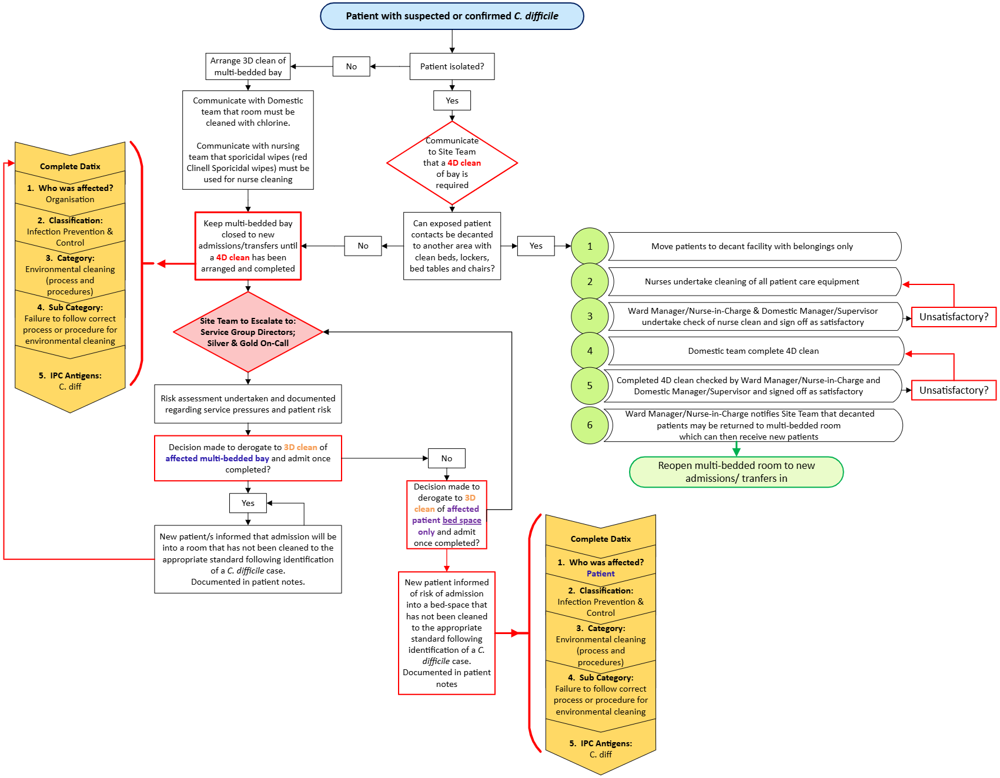 Patient with suspected or confirmed C. difficile
Patient isolated?
No
Arrange 3D clean of
multi-bedded bay
Communicate with Domestic
team that room must be
cleaned with chlorine.
Communicate with nursing
team that sporicidal wipes (red
Clinell Sporicidal wipes) must be
used for nurse cleaning
Yes
Communicate
to Site Team
that a 4D clean
of bay is
required
Can exposed patient
contacts be decanted
to another area with
clean beds, lockers,
bed tables and chairs?
No
Yes
Keep multi-bedded bay
closed to new
admissions/transfers until
a 4D clean has been
arranged and completed
Complete Datix
1. Who was affected?
Organisation
2. Classification:
Infection Prevention &
Control
3. Category:
Environmental cleaning
(process and
procedures)
4. Sub Category:
Failure to follow correct
process or procedure for
environmental cleaning
5. IPC Antigens:
C. diff
Site Team to Escalate to:
Service Group Directors;
Silver & Gold On-Call
Risk assessment undertaken and documented
regarding service pressures and patient risk
Decision made to derogate to 3D clean of
affected multi-bedded bay and admit once
completed?
Yes
New patient/s informed that admission will be
into a room that has not been cleaned to the
appropriate standard following identification
of a C. difficile case.
Documented in patient notes.
No
Decision made to
derogate to 3D
clean of affected
patient bed space
only and admit
once completed?
New patient informed
of risk of admission
into a bed-space that
has not been cleaned
to the appropriate
standard following
identification of a C.
difficile case.
Documented in patient
notes
Complete Datix
1. Who was affected?
Patient
2. Classification:
Infection Prevention &
Control
3. Category:
Environmental cleaning
(process and
procedures)
4. Sub Category:
Failure to follow correct
process or procedure for
environmental cleaning
5. IPC Antigens:
C. diff
1
Move patients to decant facility with belongings only
2
Nurses undertake cleaning of all patient care equipment
3
Ward Manager/Nurse-in-Charge & Domestic Manager/Supervisor
undertake check of nurse clean and sign off as satisfactory
Unsatisfactory?
4
Domestic team complete 4D clean
5
Completed 4D clean checked by Ward Manager/Nurse-in-Charge and
Domestic Manager/Supervisor and signed off as satisfactory
Unsatisfactory?
6
Ward Manager/Nurse-in-Charge notifies Site Team that decanted
patients may be returned to multi-bedded room
which can then receive new patients
Reopen multi-bedded room to new
admissions/ tranfers in